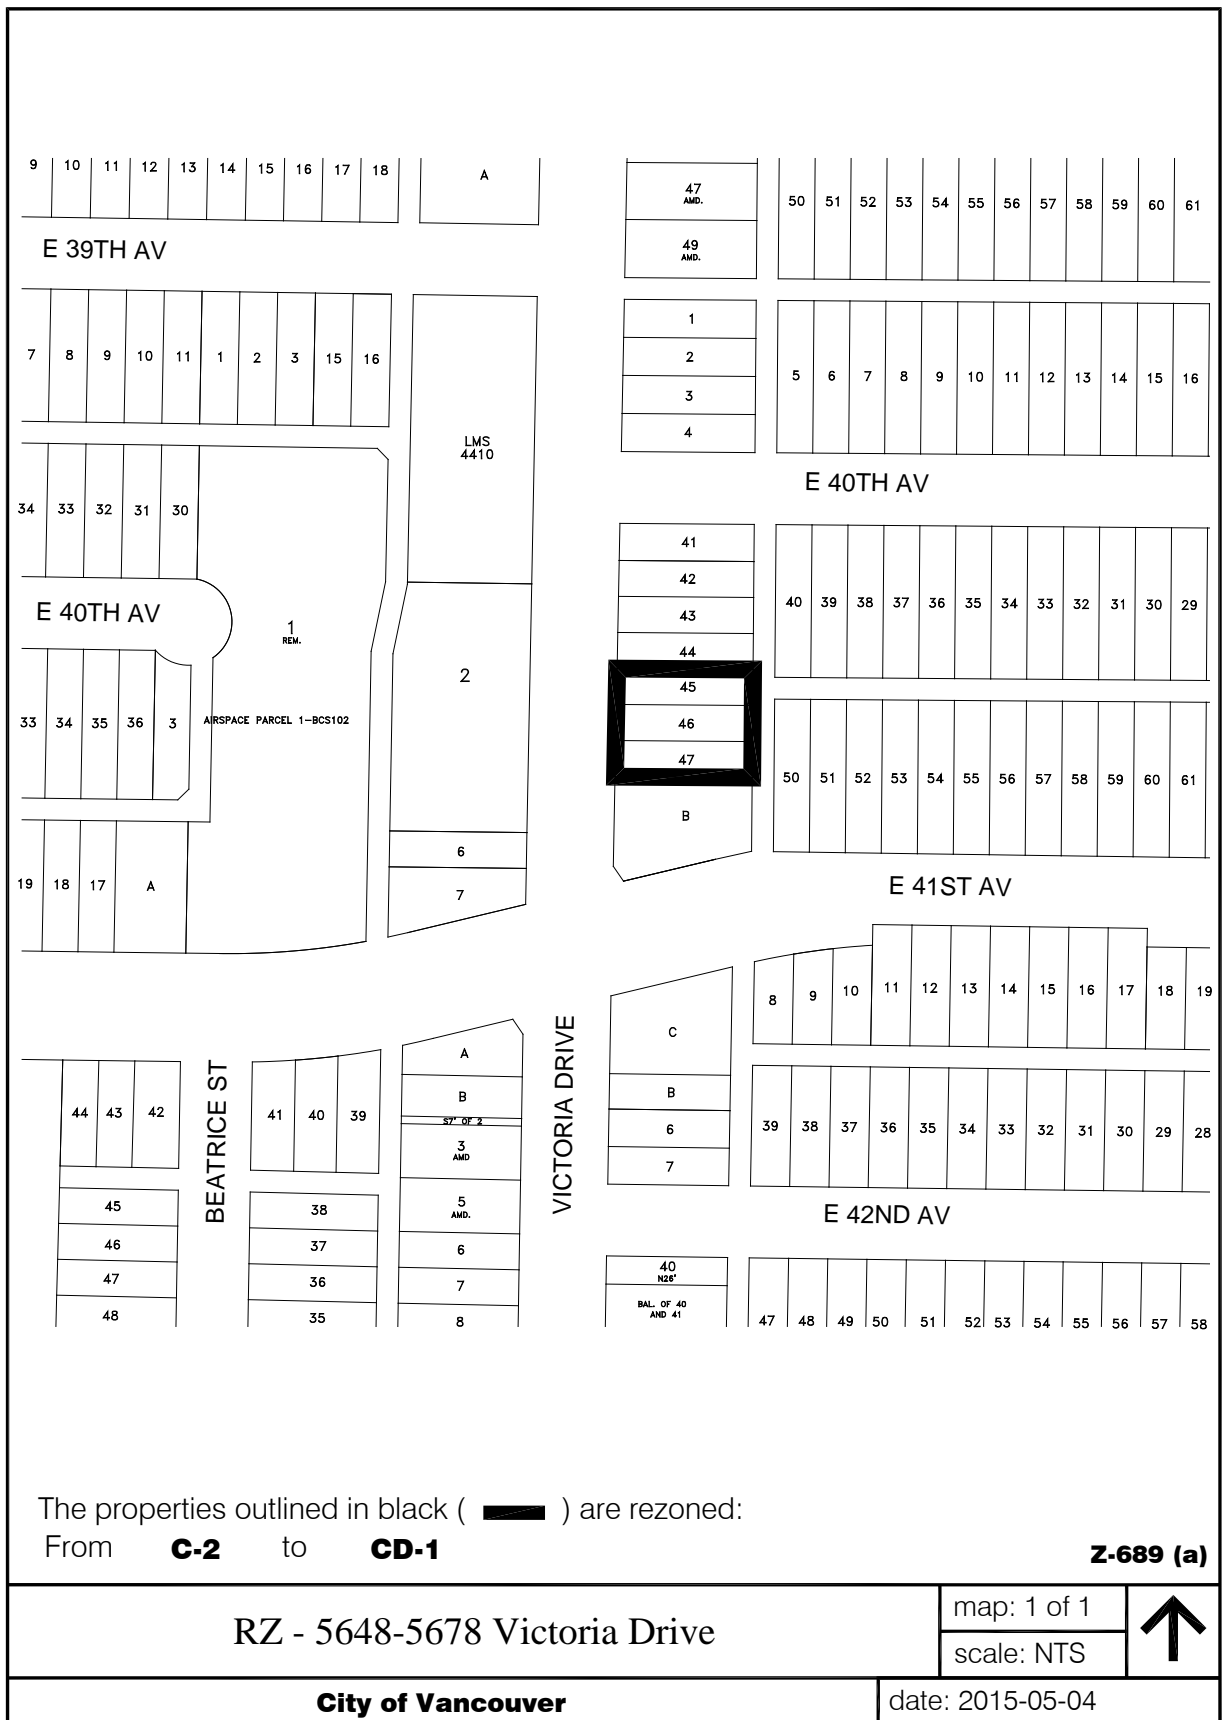 9 10 11 12 13 14 15 16 17 18 A
47
AMD.
49
AMD.
50 51 52 53 54 55 56 57 58 59 60 61
E 39TH AV
7 8 9 10 11 1 2 3 15 16
LMS
4410
1
2
3
4
5 6 7 8 9 10 11 12 13 14 15 16
E 40TH AV
34 33 32 31 30
E 40TH AV
1
REM.
2
41
42
43
44
45
46
47
B
40 39 38 37 36 35 34 33 32 31 30 29
33 34 35 36 3
AIRSPACE PARCEL 1-BCS102
50 51 52 53 54 55 56 57 58 59 60 61
6
7
19 18 17 A
E 41ST AV
8 9 10 11 12 13 14 15 16 17 18 19
C
B
6
7
VICTORIA DRIVE
BEATRICE ST
A
B
S7' OF 2
3
AMD
5
AMD.
6
7
8
44 43 42
41 40 39
45
46
47
48
38
37
36
35
39 38 37 36 35 34 33 32 31 30 29 28
E 42ND AV
40
N26'
BAL. OF 40
AND 41
47 48 49 50 51 52 53 54 55 56 57 58
The properties outlined in black ( ) are rezoned:
From C-2 to CD-1
Z-689 (a)
RZ - 5648-5678 Victoria Drive
map: 1 of 1
scale: NTS
City of Vancouver
date: 2015-05-04